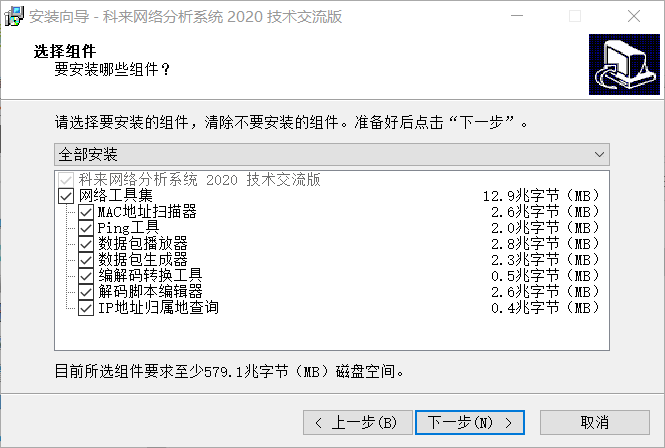 安装向导 - 科来网络分析系统 2020 技术交流版
选择组件
要安装哪些组件？
请选择要安装的组件，清除不要安装的组件。准备好后点击“下一步”。
全部安装
科来网络分析系统 2020 技术交流版
网络工具集 12.9兆字节（MB）
MAC地址扫描器 2.6兆字节（MB）
Ping工具 2.0兆字节（MB）
数据包播放器 2.8兆字节（MB）
数据包生成器 2.3兆字节（MB）
编解码转换工具 0.5兆字节（MB）
解码脚本编辑器 2.6兆字节（MB）
IP地址归属地查询 0.4兆字节（MB）
目前所选组件要求至少579.1兆字节（MB）磁盘空间。
< 上一步(B) 下一步(N) > 取消